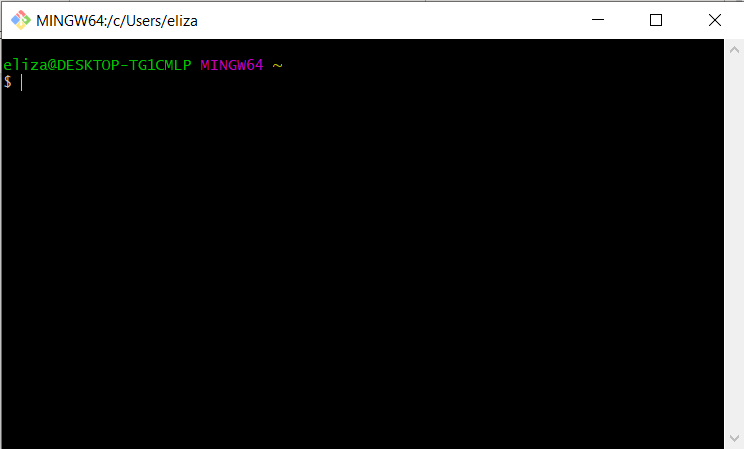 MINGW64:/c/Users/eliza
eliza@DESKTOP-TG1CMLP MINGW64 ~
$